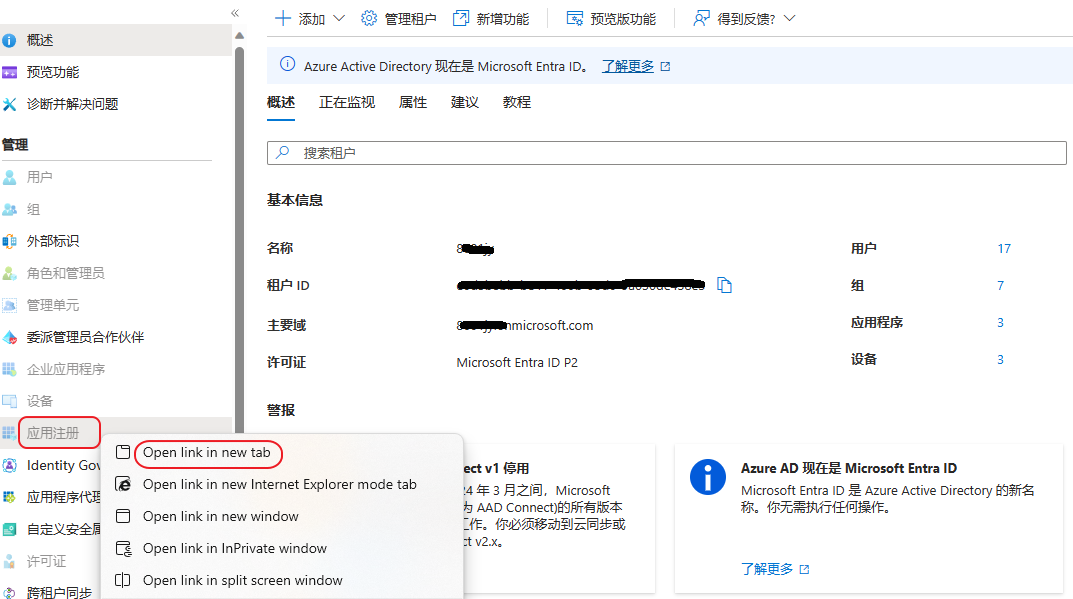 添加
管理租户
新增功能
预览版功能
得到反馈?
概述
预览功能
诊断并解决问题
管理
用户
组
外部标识
角色和管理员
管理单元
委派管理员合作伙伴
企业应用程序
设备
应用注册
Identity Gov
应用程序代理
自定义安全属
许可证
跨租户同步
Azure Active Directory 现在是 Microsoft Entra ID。 了解更多
概述 正在监视 属性 建议 教程
搜索租户
基本信息
名称
用户 17
租户 ID
组 7
主要域 microsoft.com
应用程序 3
许可证 Microsoft Entra ID P2
设备 3
警报
Open link in new tab
Open link in new Internet Explorer mode tab
Open link in new window
Open link in InPrivate window
Open link in split screen window
ect v1 停用
24 年 3 月之间，Microsoft
为 AAD Connect)的所有版本
工作。你必须移动到云同步或
ct v2.x。
Azure AD 现在是 Microsoft Entra ID
Microsoft Entra ID 是 Azure Active Directory 的新名
称。你无需执行任何操作。
了解更多